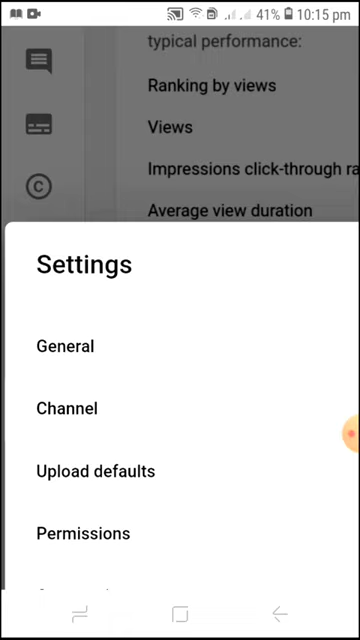 41% 10:15 pm
typical performance:
Ranking by views
Views
Impressions click-through ra
Average view duration
Settings
General
Channel
Upload defaults
Permissions